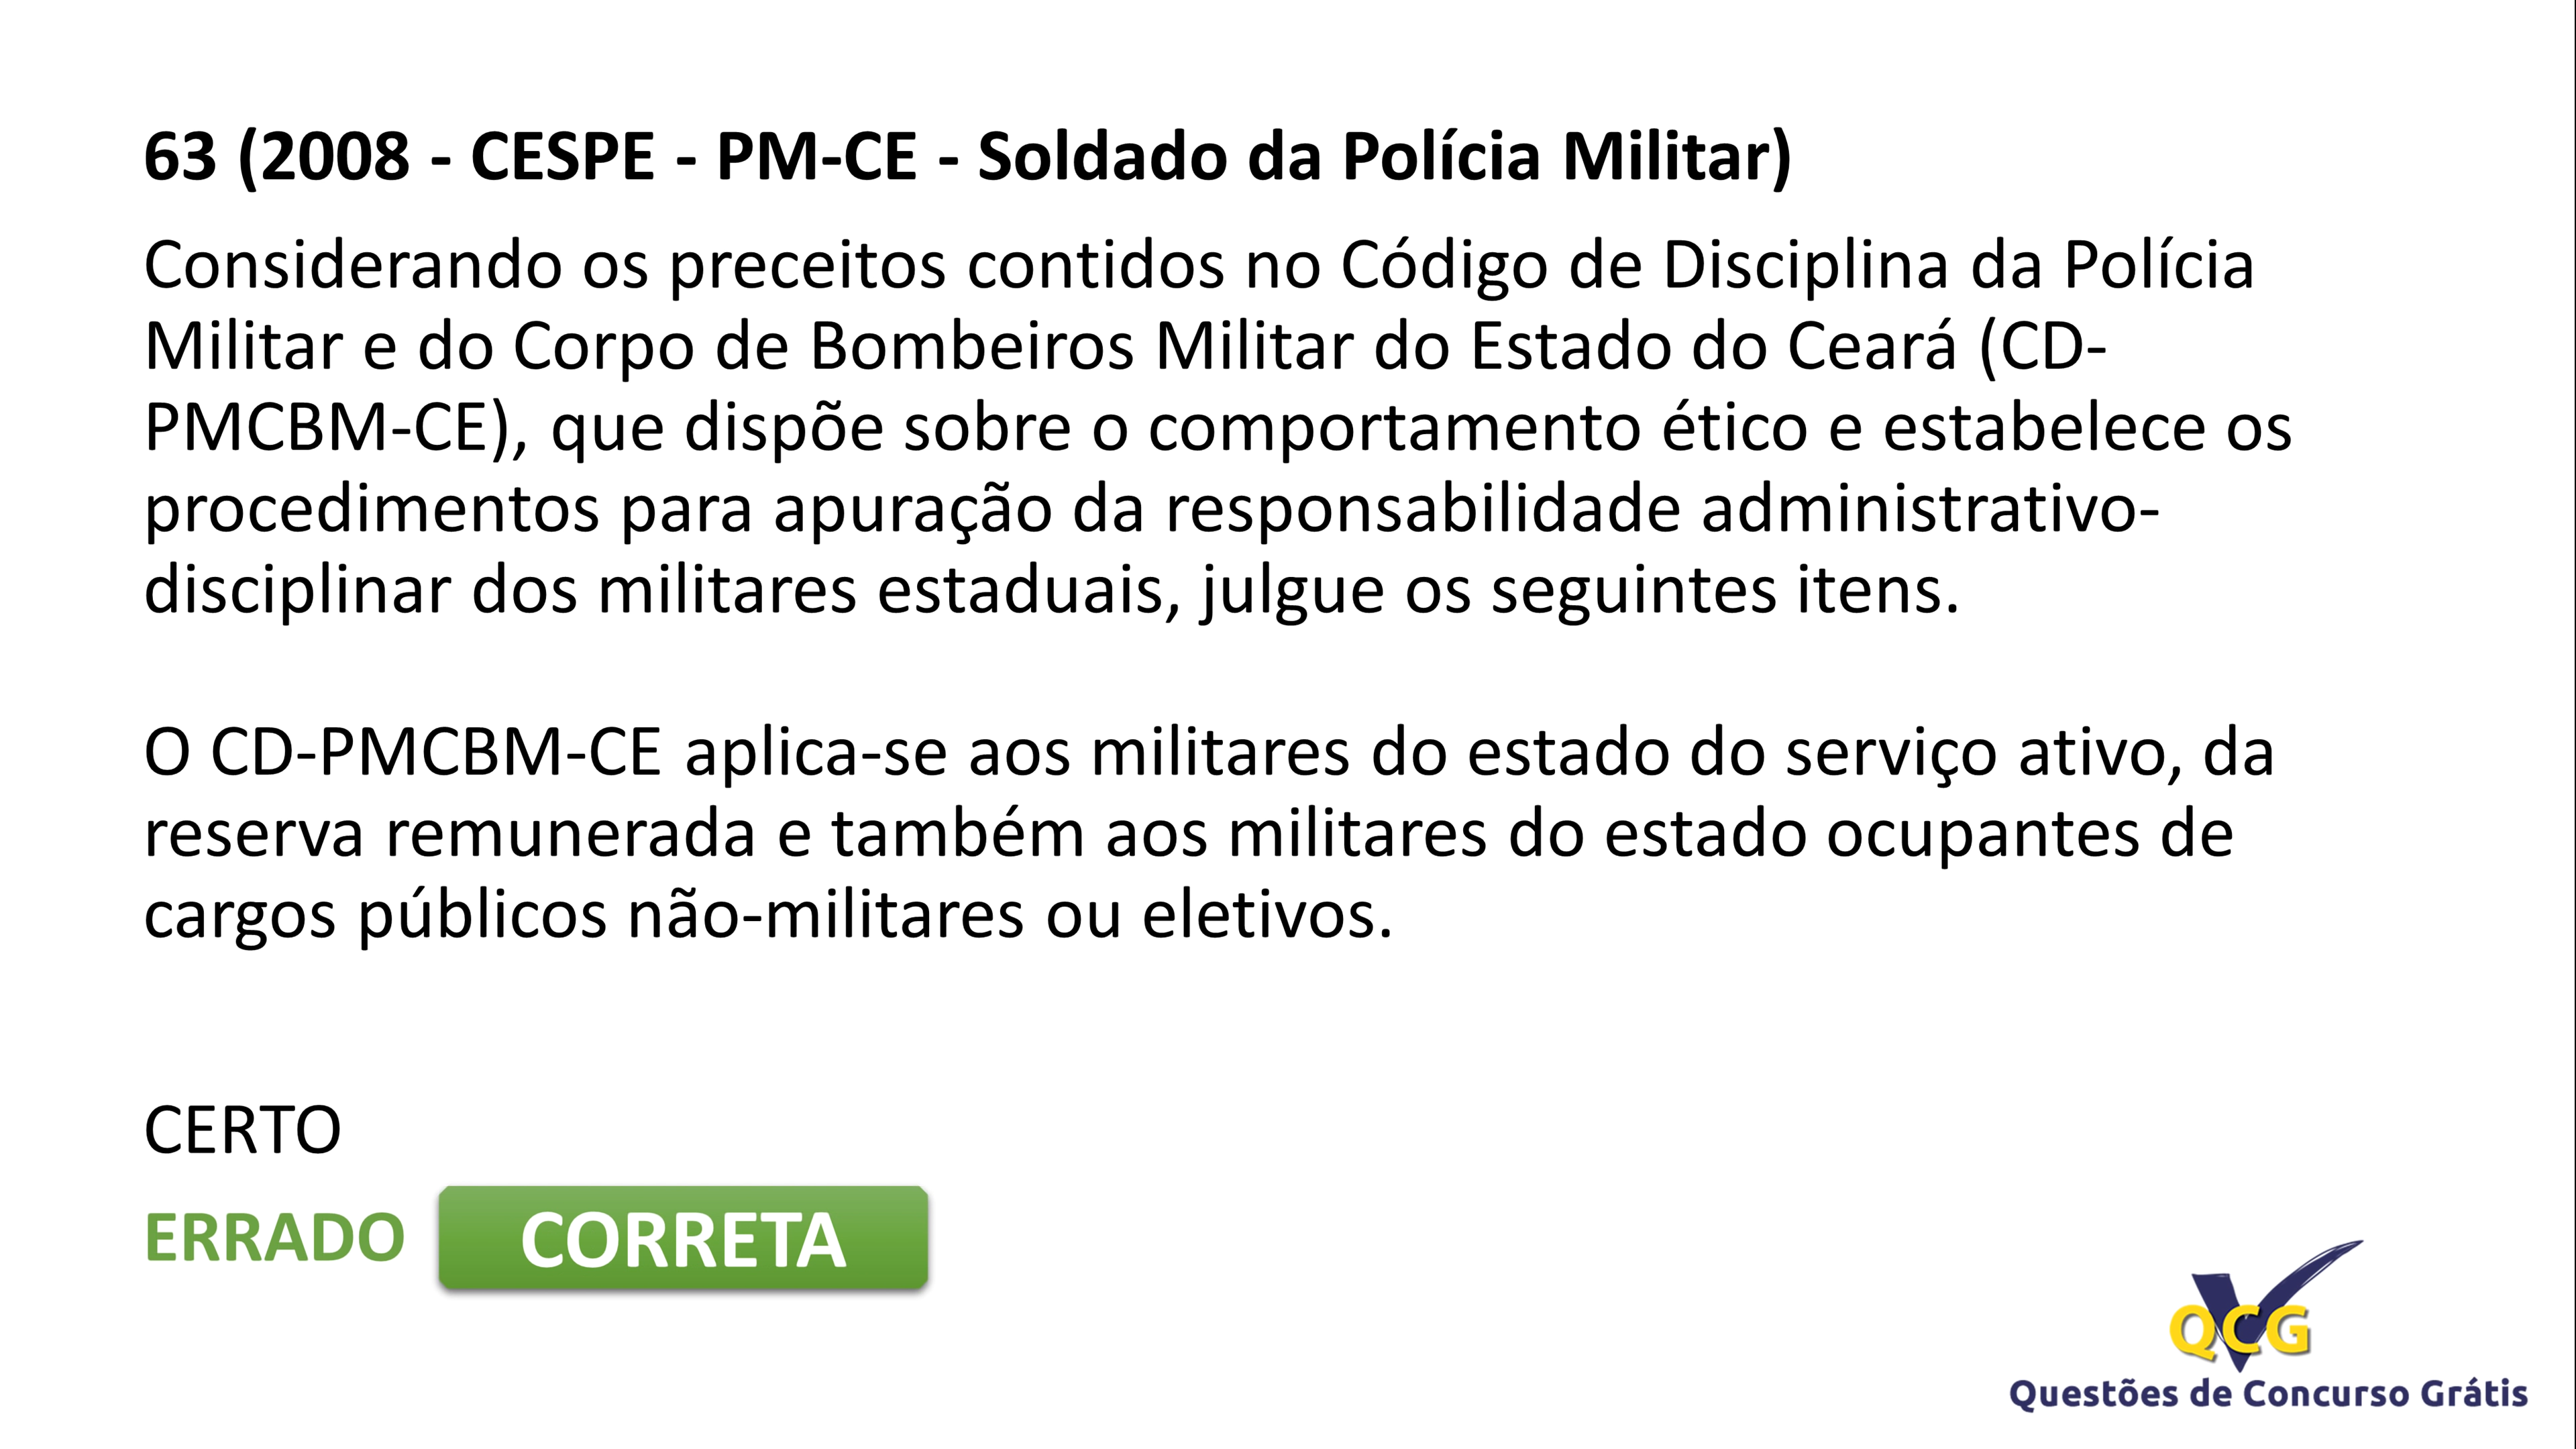 63 (2008 - CESPE - PM-CE - Soldado da Polícia Militar)
Considerando os preceitos contidos no Código de Disciplina da Polícia
Militar e do Corpo de Bombeiros Militar do Estado do Ceará (CD-
PMCBM-CE), que dispõe sobre o comportamento ético e estabelece os
procedimentos para apuração da responsabilidade administrativo-
disciplinar dos militares estaduais, julgue os seguintes itens.
O CD-PMCBM-CE aplica-se aos militares do estado do serviço ativo, da
reserva remunerada e também aos militares do estado ocupantes de
cargos públicos não-militares ou eletivos.
CERTO
ERRADO CORRETA
QCG
Questões de Concurso Grátis